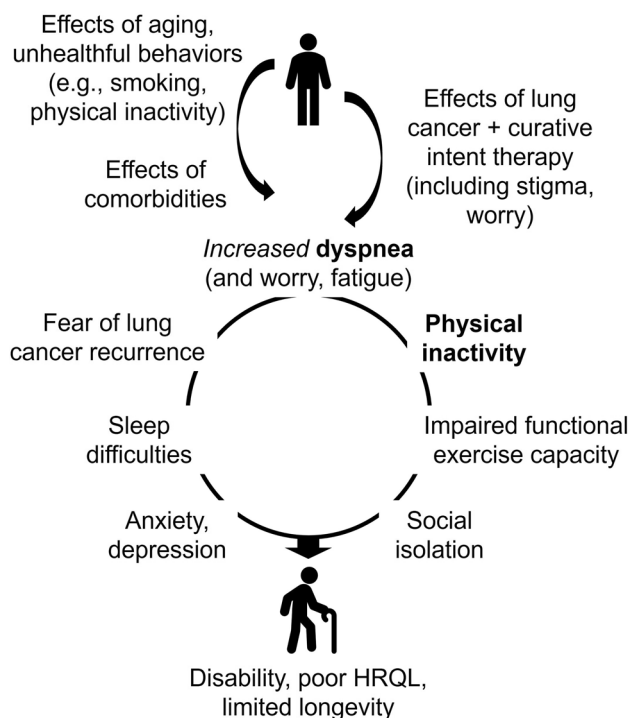 Effects of aging,
unhealthful behaviors
(e.g., smoking,
physical inactivity)
Effects of
comorbidities
Effects of lung
cancer + curative
intent therapy
(including stigma,
worry)
Increased dyspnea
(and worry, fatigue)
Physical
inactivity
Impaired functional
exercise capacity
Social
isolation
Anxiety,
depression
Sleep
difficulties
Fear of lung
cancer recurrence
Disability, poor HRQL,
limited longevity